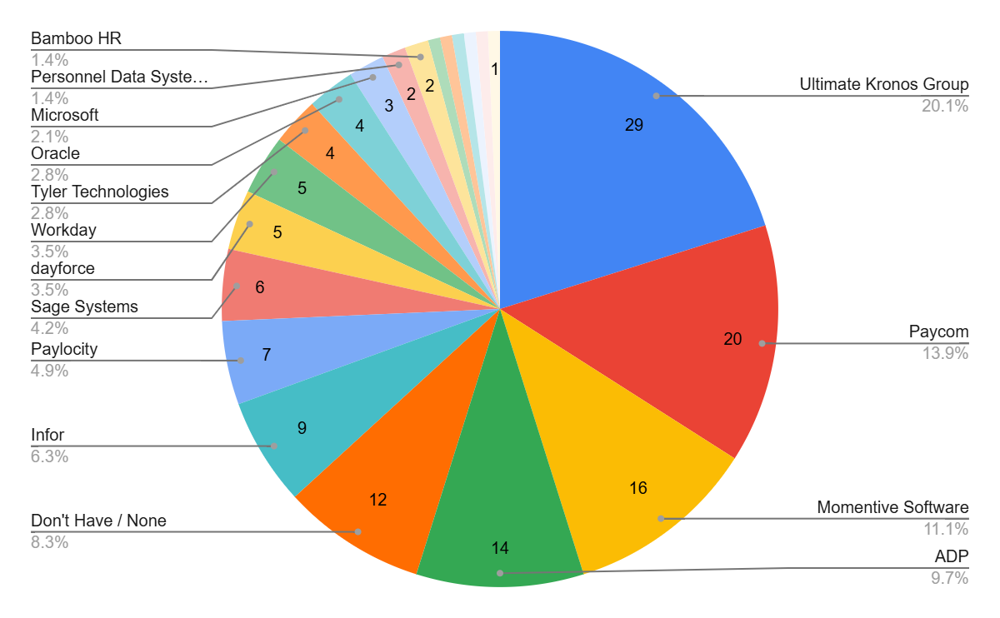 Bamboo HR
1.4%
Personnel Data Syste…
1.4%
Microsoft
2.1%
Oracle
2.8%
Tyler Technologies
2.8%
Workday
3.5%
dayforce
3.5%
Sage Systems
4.2%
Paylocity
4.9%
Infor
6.3%
Don't Have / None
8.3%
Ultimate Kronos Group
20.1%
Paycom
13.9%
Momentive Software
11.1%
ADP
9.7%
1
2
2
3
4
4
5
5
6
7
9
12
14
16
20
29